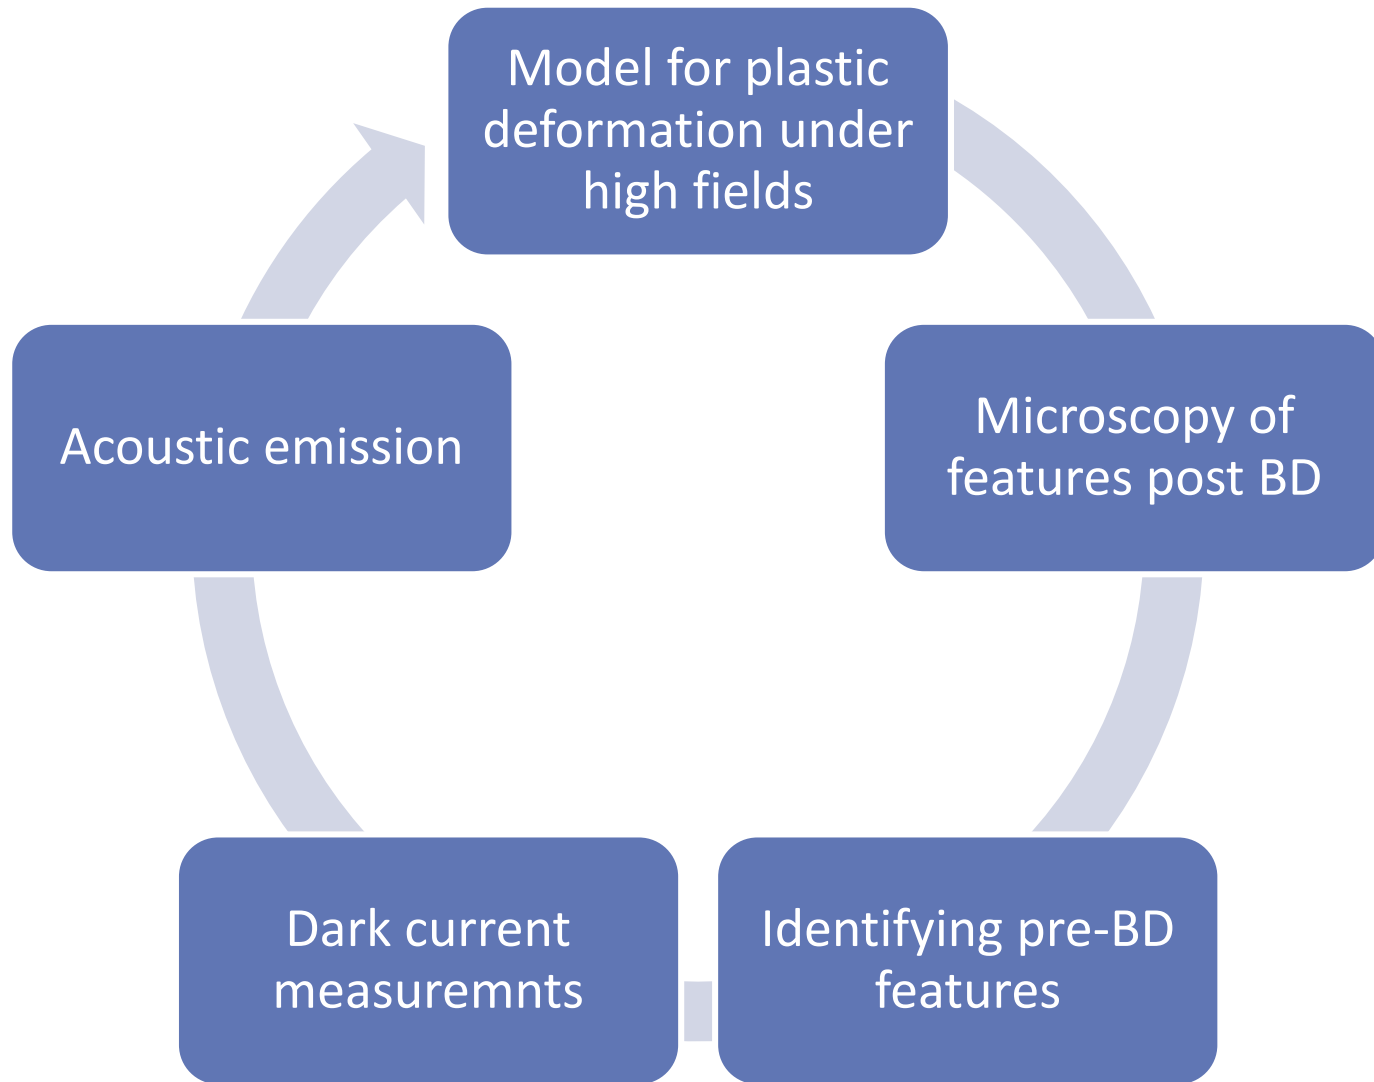 Model for plastic
deformation under
high fields
Microscopy of
features post BD
Identifying pre-BD
features
Dark current
measuremnts
Acoustic emission